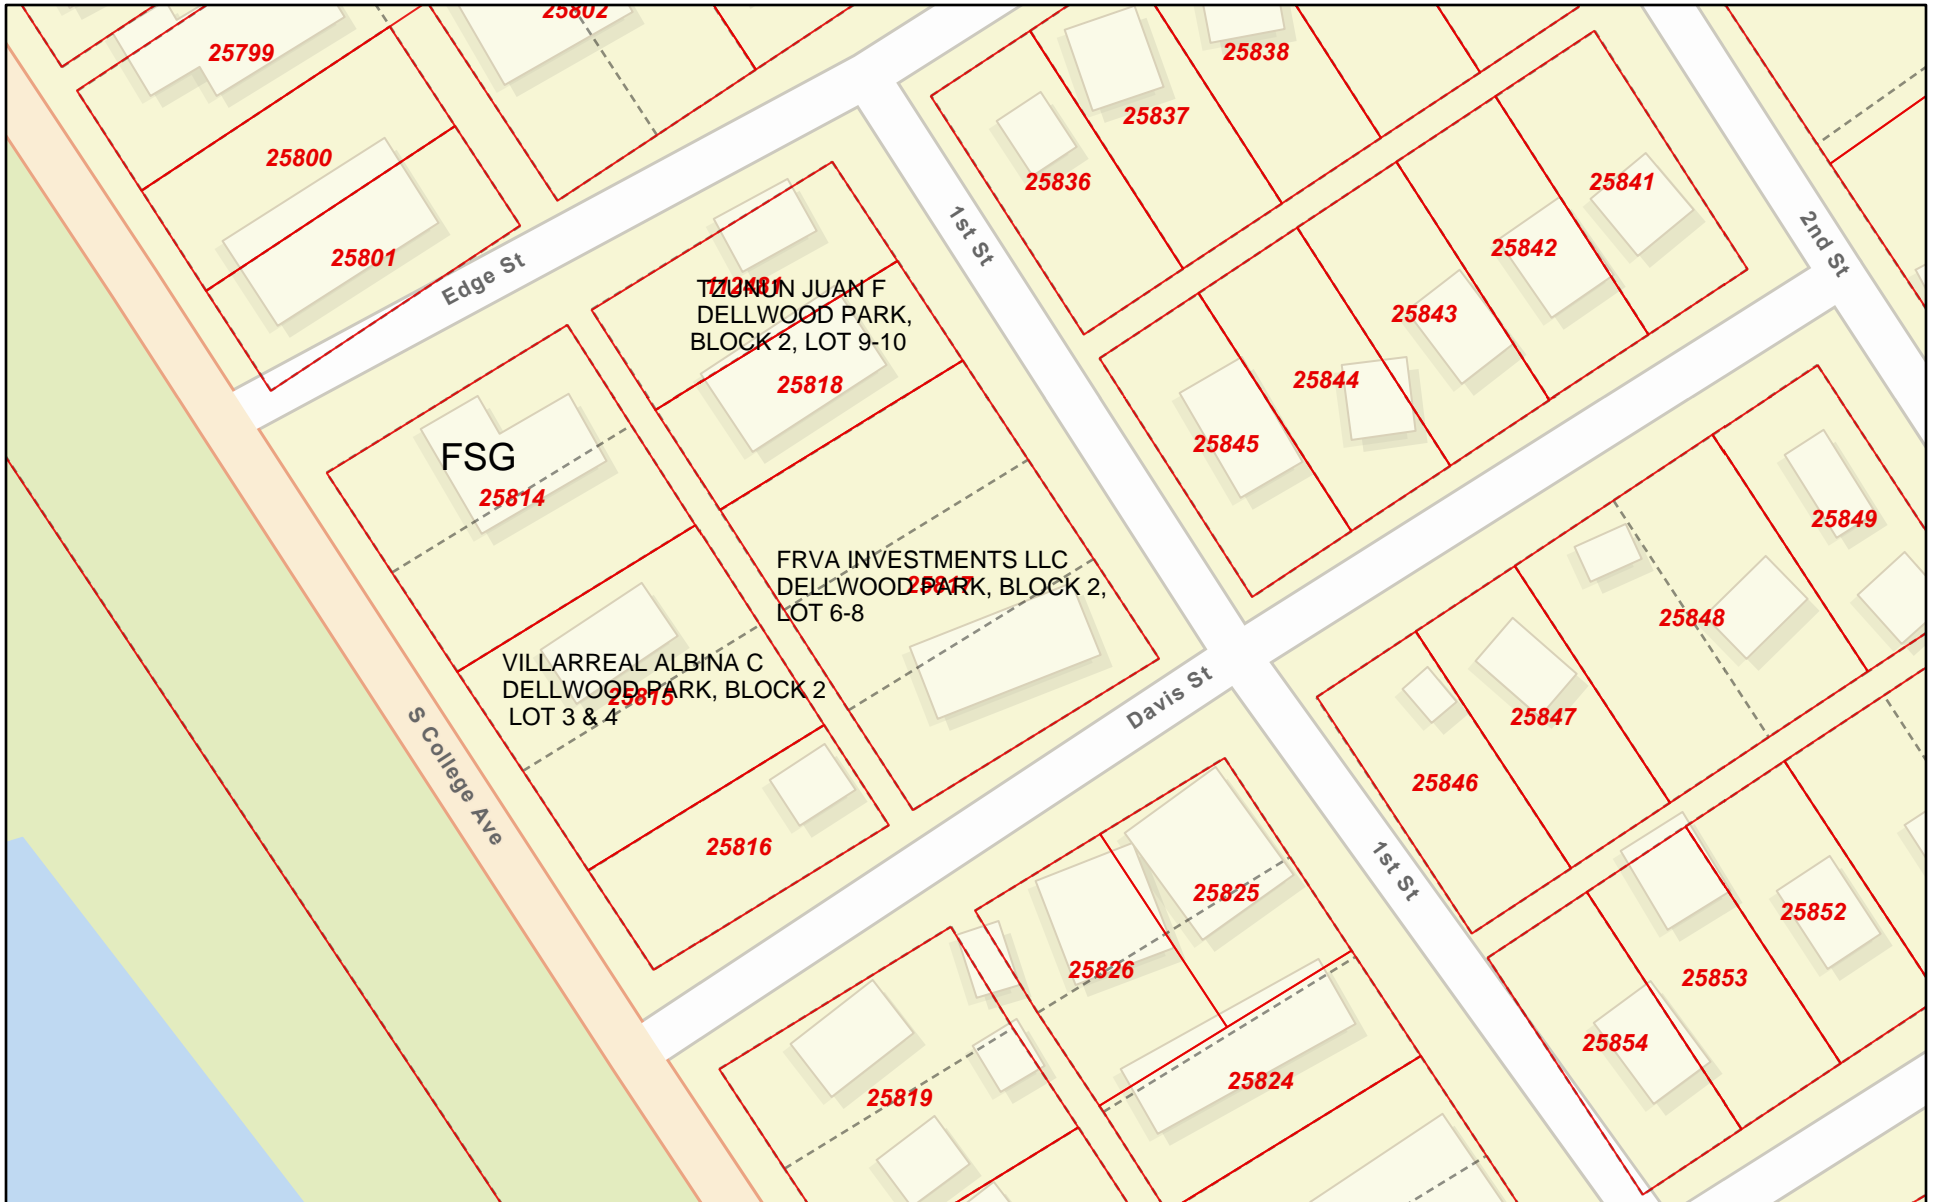 25802
25799
25838
25837
25800
25836
25841
1st St
2nd St
25842
25801
Edge St
112481
TZUNUN JUAN F
DELLWOOD PARK,
BLOCK 2, LOT 9-10
25843
25818
25844
25845
FSG
25814
25849
FRVA INVESTMENTS LLC
DELLWOOD PARK, BLOCK 2,
LOT 6-8
25817
25848
VILLARREAL ALBINA C
DELLWOOD PARK, BLOCK 2
LOT 3 & 4
25815
Davis St
25847
S College Ave
25846
25816
1st St
25825
25852
25826
25853
25854
25824
25819